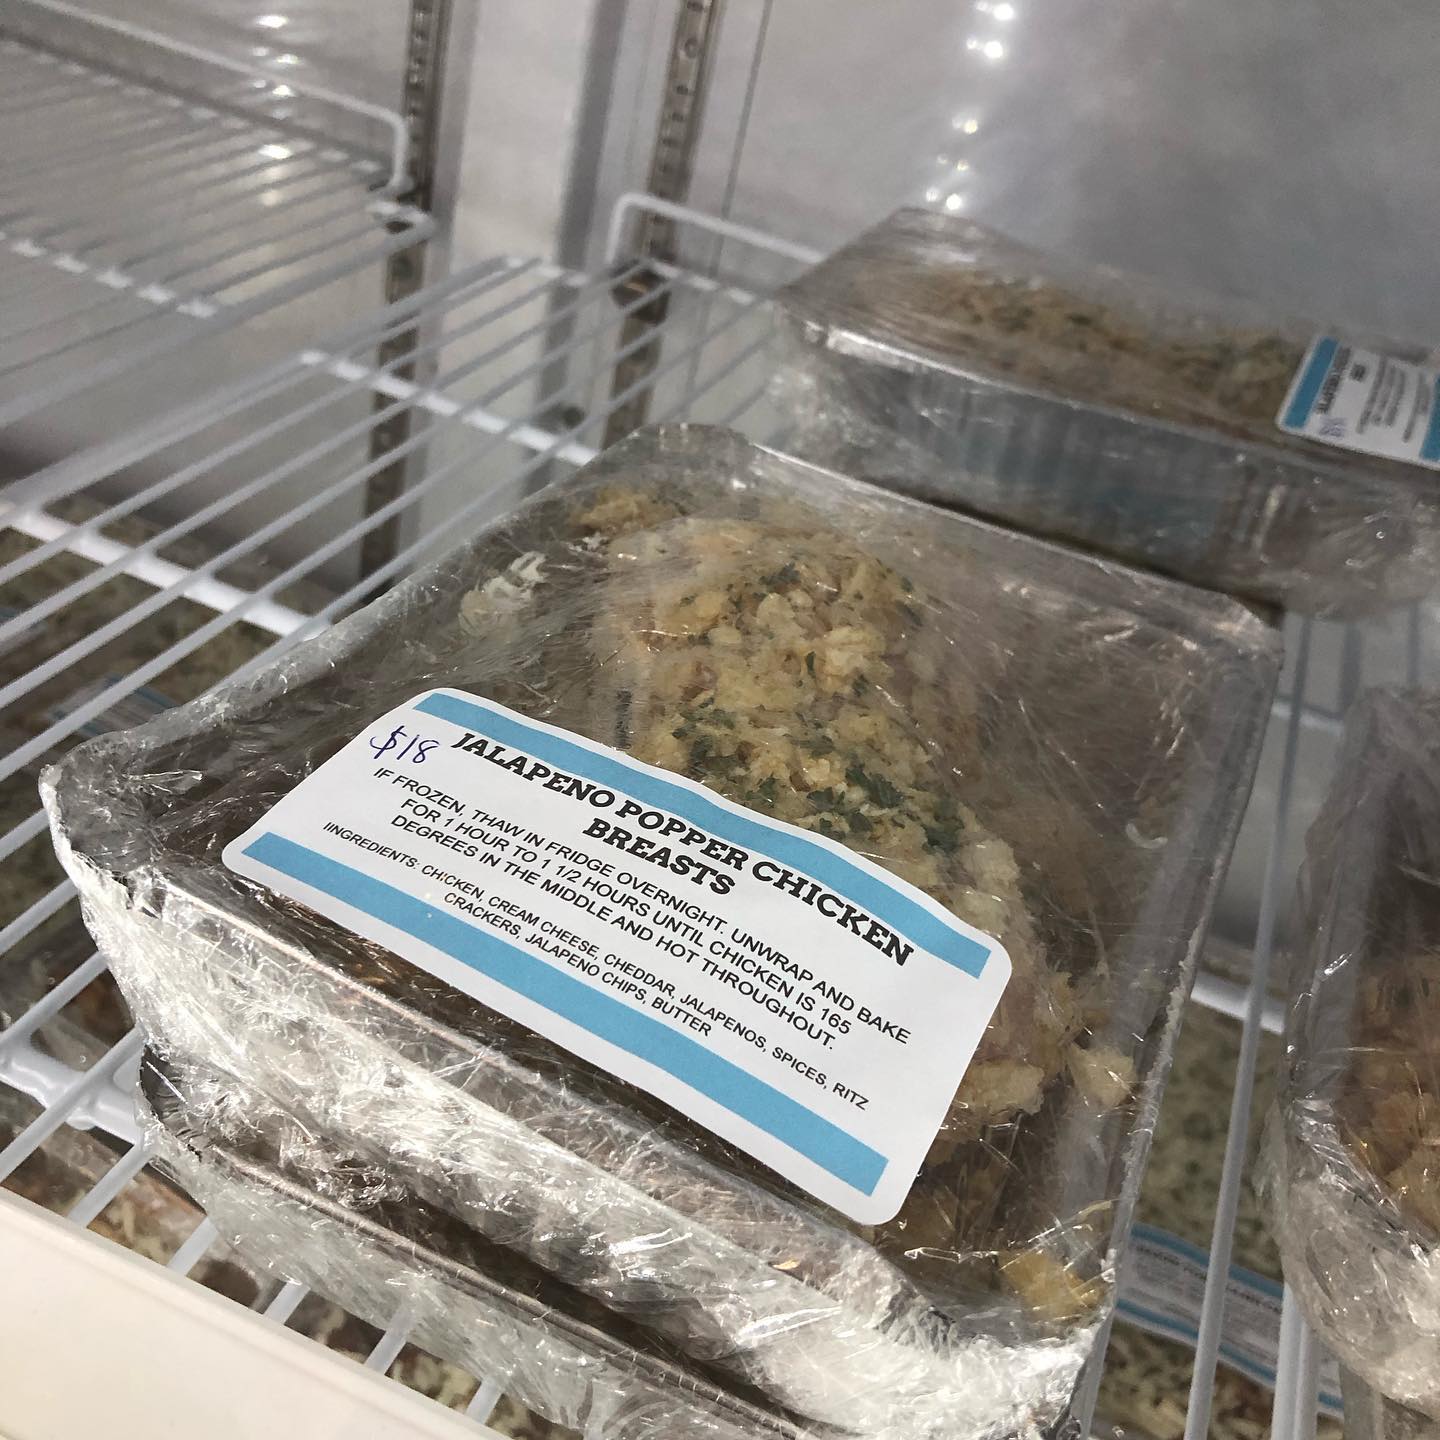 $18
JALAPENO POPPER CHICKEN
BREASTS
IF FROZEN, THAW IN FRIDGE OVERNIGHT. UNWRAP AND BAKE
FOR 1 HOUR TO 1 1/2 HOURS UNTIL CHICKEN IS 165
DEGREES IN THE MIDDLE AND HOT THROUGHOUT.
IINGREDIENTS: CHICKEN, CREAM CHEESE, CHEDDAR, JALAPENOS, SPICES, RITZ
CRACKERS, JALAPENO CHIPS, BUTTER